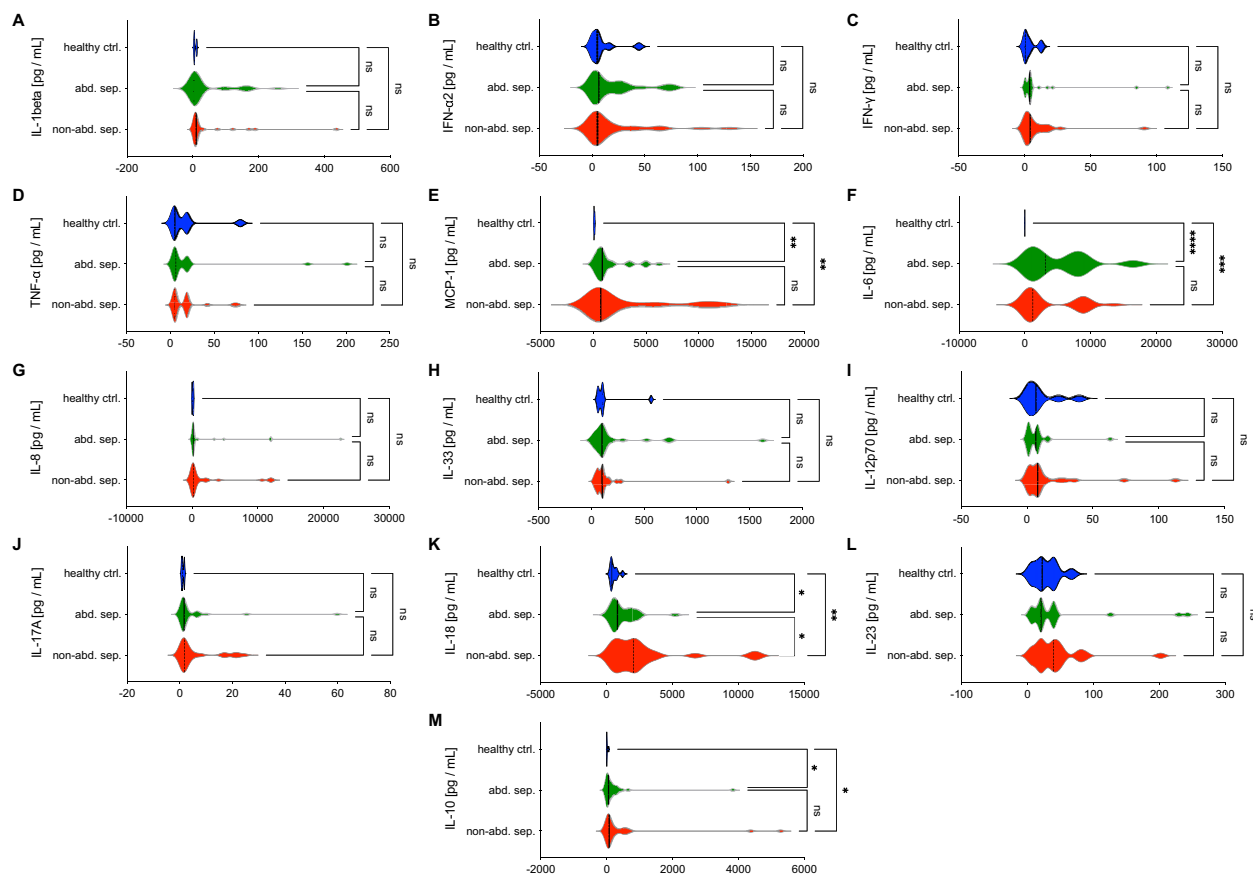 A
IL-1beta [pg / mL]
healthy ctrl.
abd. sep.
non-abd. sep.
ns
ns
ns
-200 0 200 400 600
B
IFN-α2 [pg / mL]
healthy ctrl.
abd. sep.
non-abd. sep.
ns
ns
ns
-50 0 50 100 150 200
C
IFN-γ [pg / mL]
healthy ctrl.
abd. sep.
non-abd. sep.
ns
ns
ns
-50 0 50 100 150
D
TNF-α [pg / mL]
healthy ctrl.
abd. sep.
non-abd. sep.
ns
ns
ns
-50 0 50 100 150 200 250
E
MCP-1 [pg / mL]
healthy ctrl.
abd. sep.
non-abd. sep.
**
ns
**
-5000 0 5000 10000 15000 20000
F
IL-6 [pg / mL]
healthy ctrl.
abd. sep.
non-abd. sep.
****
ns
***
-10000 0 10000 20000 30000
G
IL-8 [pg / mL]
healthy ctrl.
abd. sep.
non-abd. sep.
ns
ns
ns
-10000 0 10000 20000 30000
H
IL-33 [pg / mL]
healthy ctrl.
abd. sep.
non-abd. sep.
ns
ns
ns
-500 0 500 1000 1500 2000
I
IL-12p70 [pg / mL]
healthy ctrl.
abd. sep.
non-abd. sep.
ns
ns
ns
-50 0 50 100 150
J
IL-17A [pg / mL]
healthy ctrl.
abd. sep.
non-abd. sep.
ns
ns
ns
-20 0 20 40 60 80
K
IL-18 [pg / mL]
healthy ctrl.
abd. sep.
non-abd. sep.
*
*
**
-5000 0 5000 10000 15000
L
IL-23 [pg / mL]
healthy ctrl.
abd. sep.
non-abd. sep.
ns
ns
ns
-100 0 100 200 300
M
IL-10 [pg / mL]
healthy ctrl.
abd. sep.
non-abd. sep.
*
ns
*
-2000 0 2000 4000 6000 8000